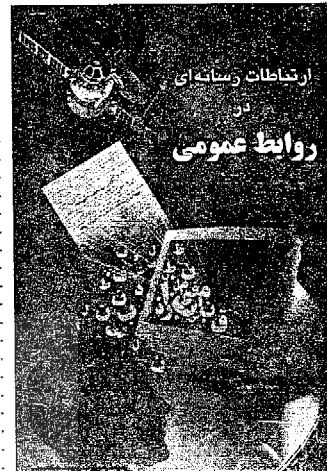 ارتباطات رسانه‌ای
در
روابط عمومی